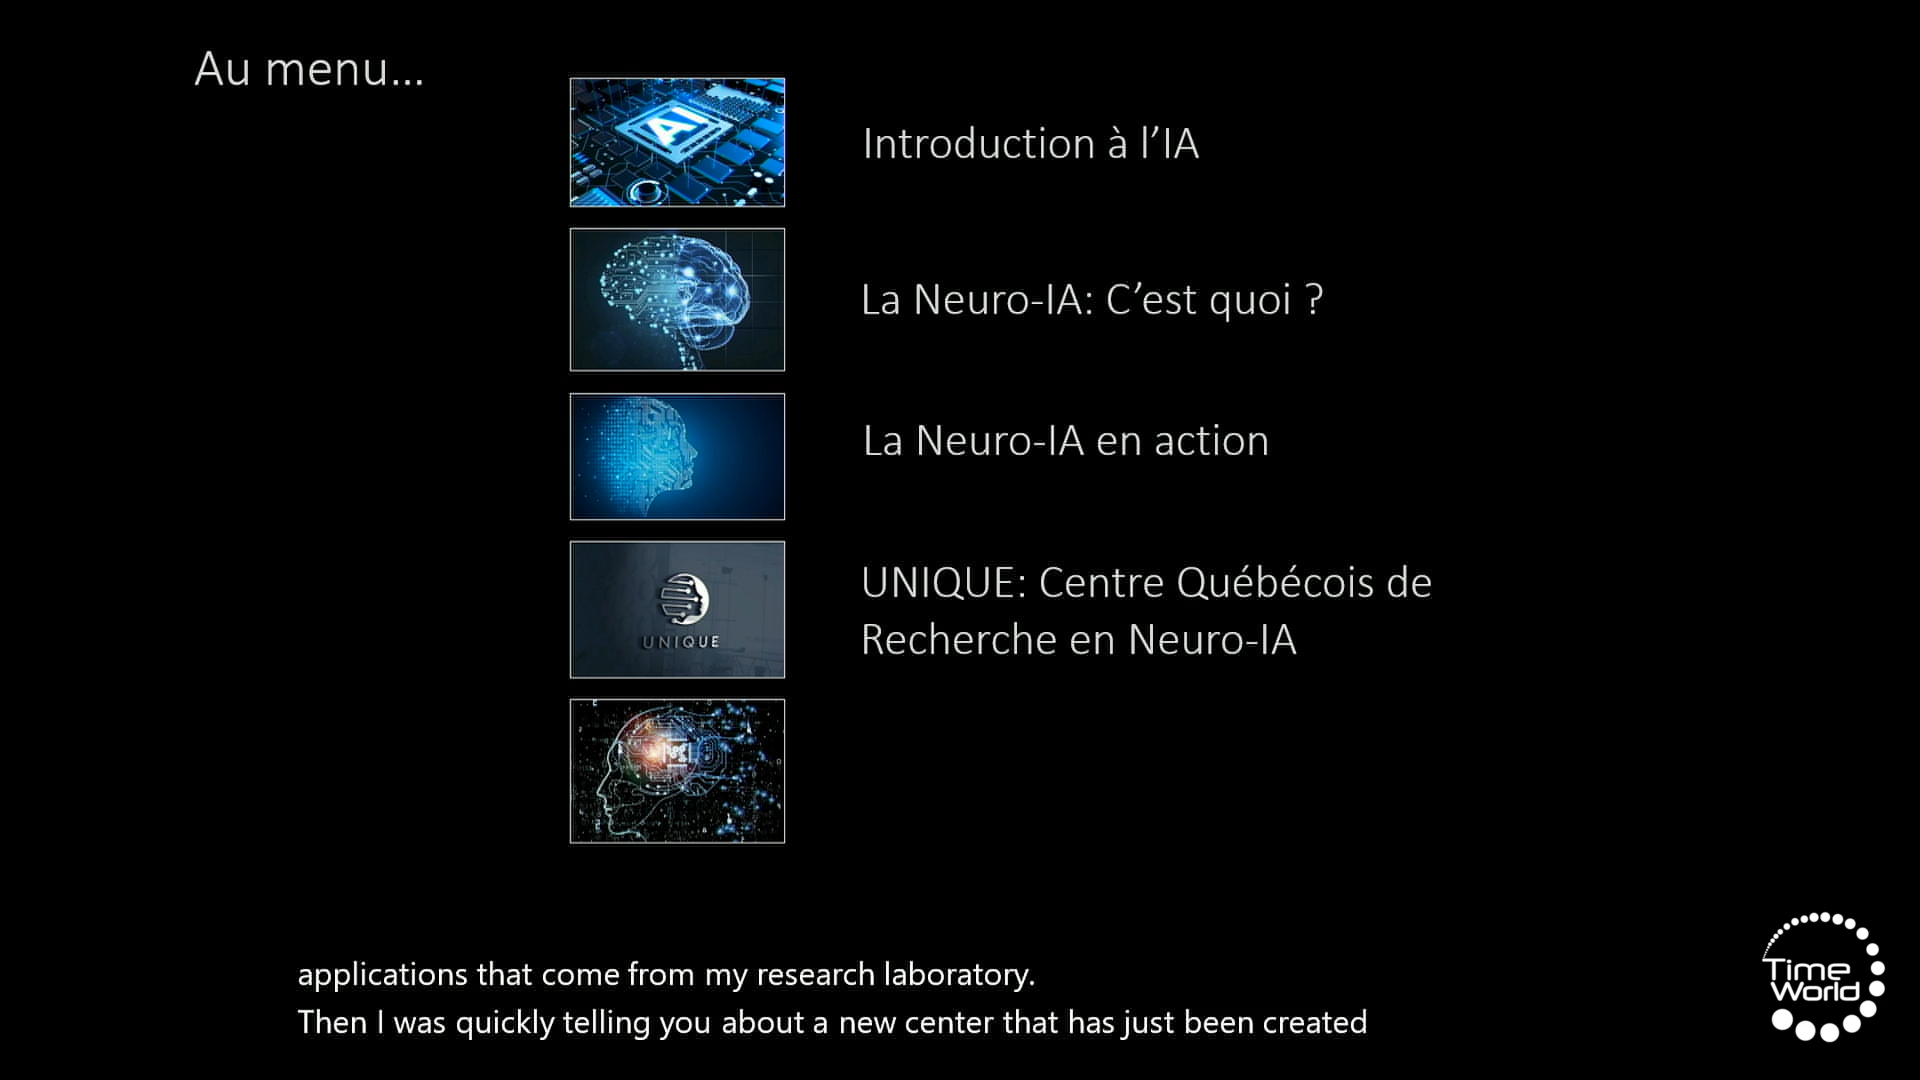 Au menu...
AI
Introduction à l’IA
La Neuro-IA: C’est quoi ?
La Neuro-IA en action
UNIQUE
UNIQUE: Centre Québécois de
Recherche en Neuro-IA
applications that come from my research laboratory.
Then I was quickly telling you about a new center that has just been created
Time
World